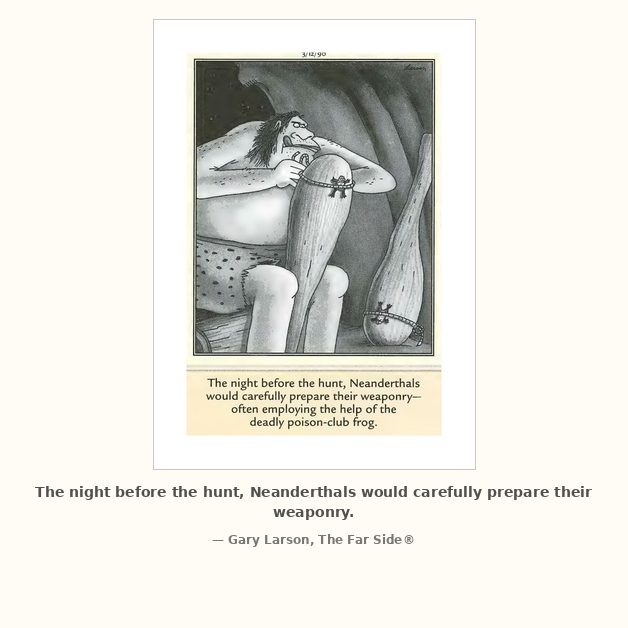 3/12/90
Larson
The night before the hunt, Neanderthals
would carefully prepare their weaponry—
often employing the help of the
deadly poison-club frog.
The night before the hunt, Neanderthals would carefully prepare their
weaponry.
— Gary Larson, The Far Side®